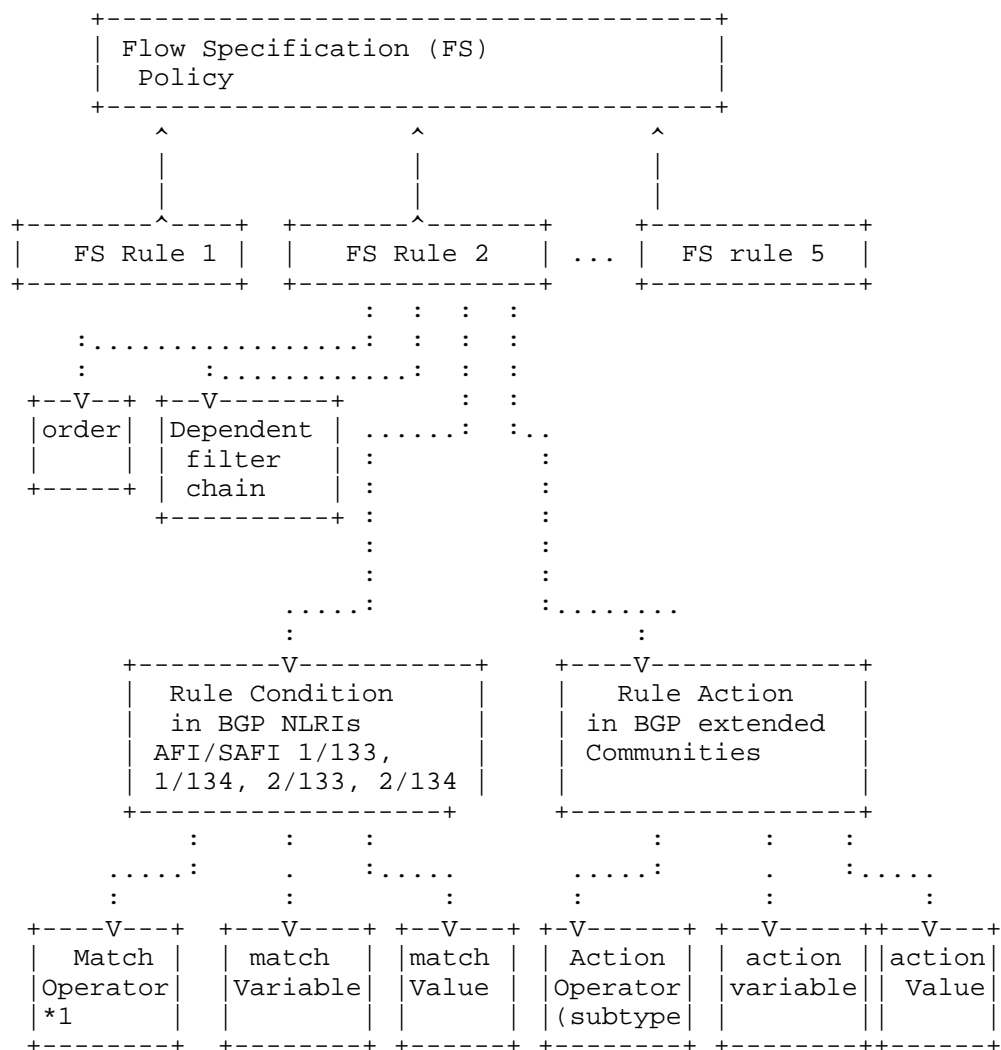 Flow Specification (FS)
Policy
FS Rule 1
FS Rule 2
...
FS rule 5
order
Dependent
filter
chain
Rule Condition
in BGP NLRIs
AFI/SAFI 1/133,
1/134, 2/133, 2/134
Rule Action
in BGP extended
Communities
Match
Operator
*1
match
Variable
match
Value
Action
Operator
(subtype
action
variable
action
Value